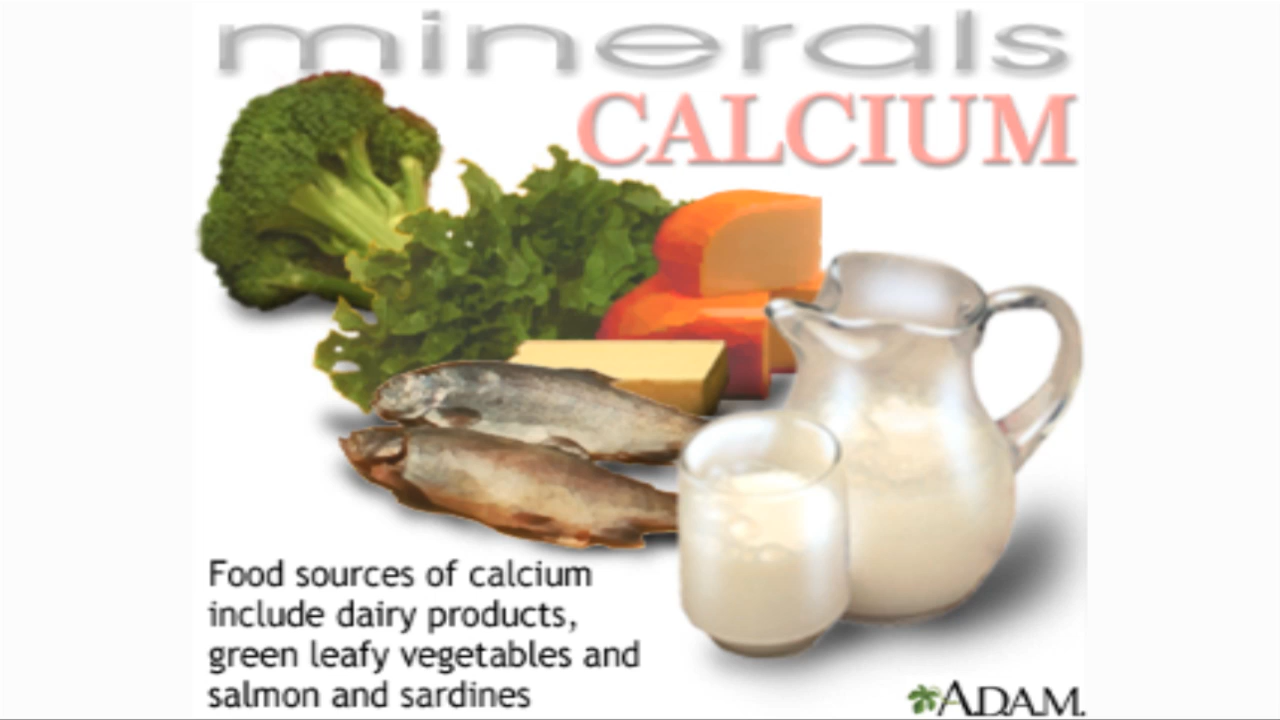 minerals
CALCIUM
Food sources of calcium
include dairy products,
green leafy vegetables and
salmon and sardines
A.D.A.M.